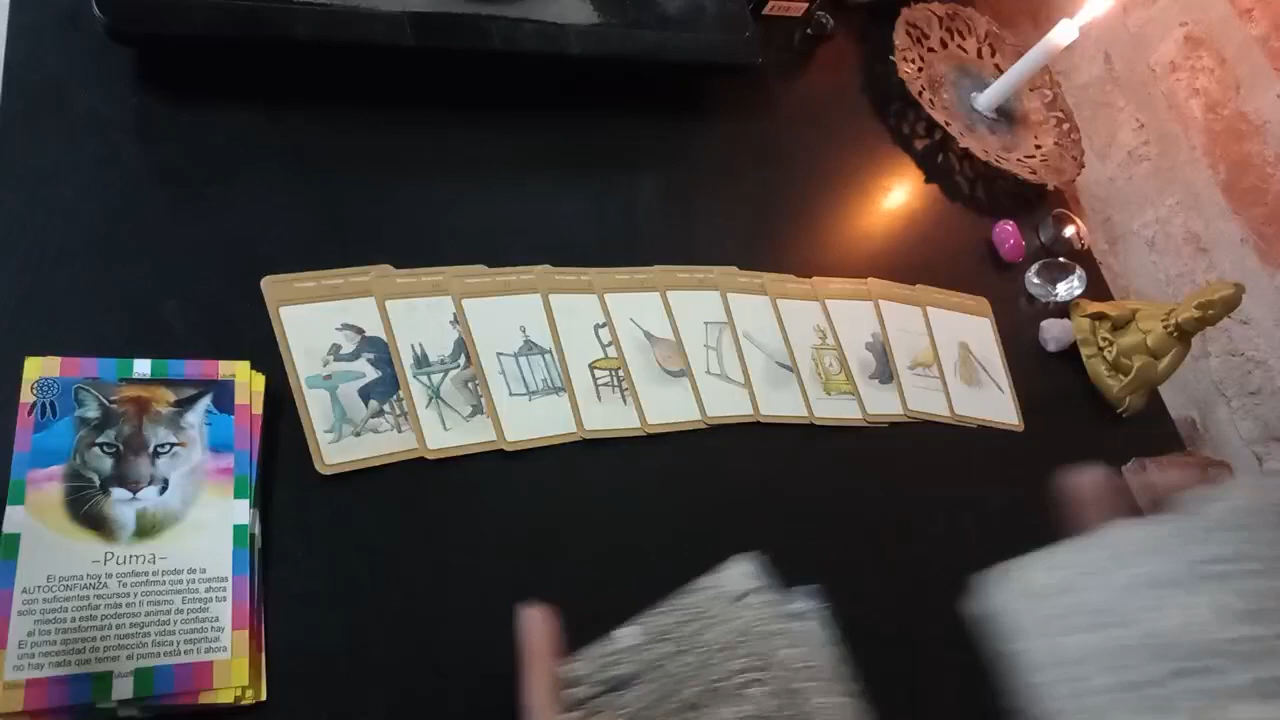 -Puma-
El puma hoy te confiere el poder de la
AUTOCONFIANZA. Te confirma que ya cuentas
con suficientes recursos y conocimientos, ahora
solo queda confiar más en tí mismo. Entrega tus
miedos a este poderoso animal de poder,
el los transformará en seguridad y confianza.
El puma aparece en nuestras vidas cuando hay
una necesidad de protección física y espiritual,
no hay nada que temer, el puma está en tí ahora